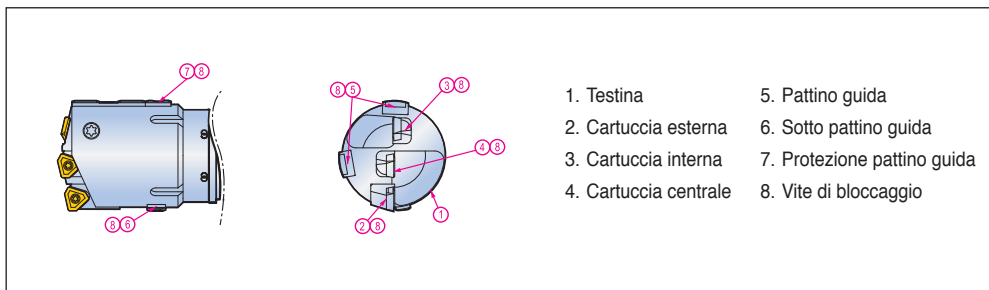 7 8
8 6
8 5
3 8
4 8
2 8
1
1. Testina
2. Cartuccia esterna
3. Cartuccia interna
4. Cartuccia centrale
5. Pattino guida
6. Sotto pattino guida
7. Protezione pattino guida
8. Vite di bloccaggio